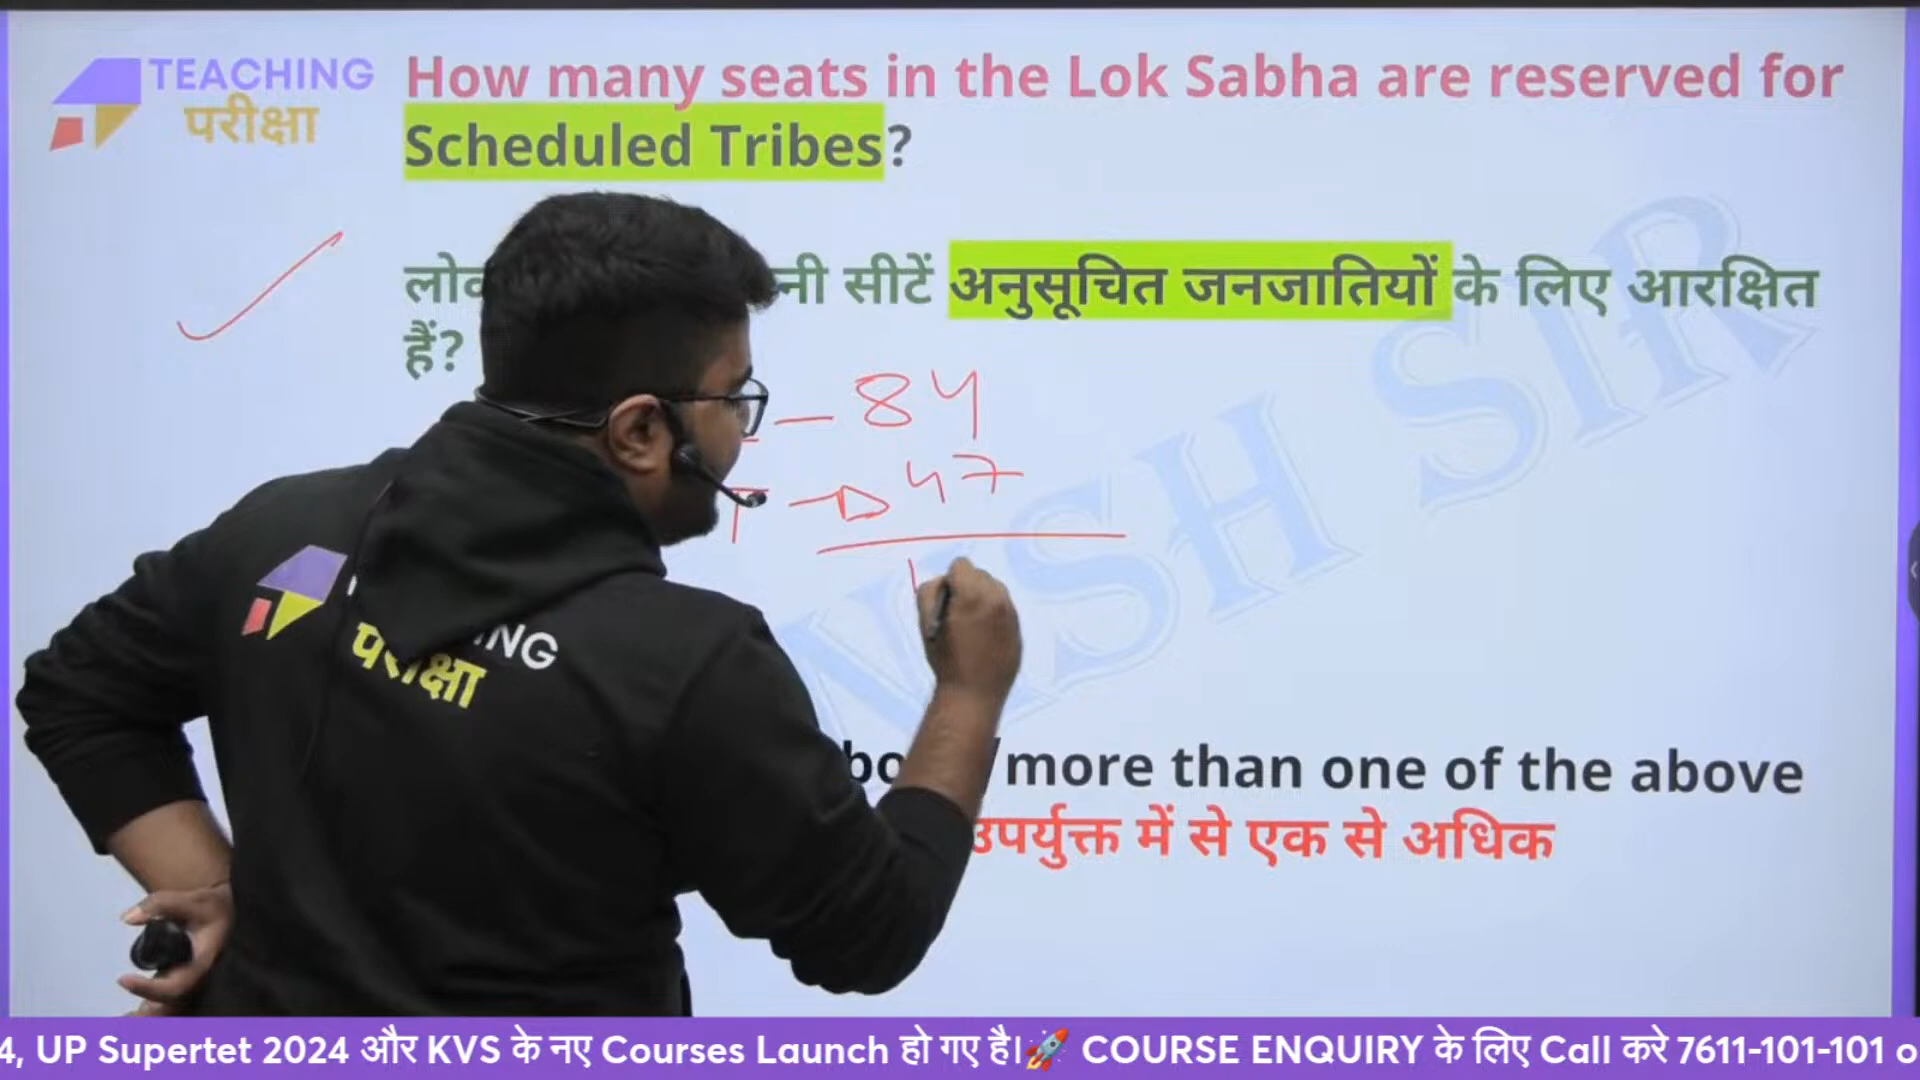 TEACHING
परीक्षा
How many seats in the Lok Sabha are reserved for
Scheduled Tribes?
सीटें अनुसूचित जनजातियों के लिए आरक्षित
हैं?
— 84
T → 47
more than one of the above
उपर्युक्त में से एक से अधिक
SIR
परीक्षा
4, UP Supertet 2024 और KVS के नए Courses Launch हो गए है।🚀 COURSE ENQUIRY के लिए Call करे 7611-101-101 o